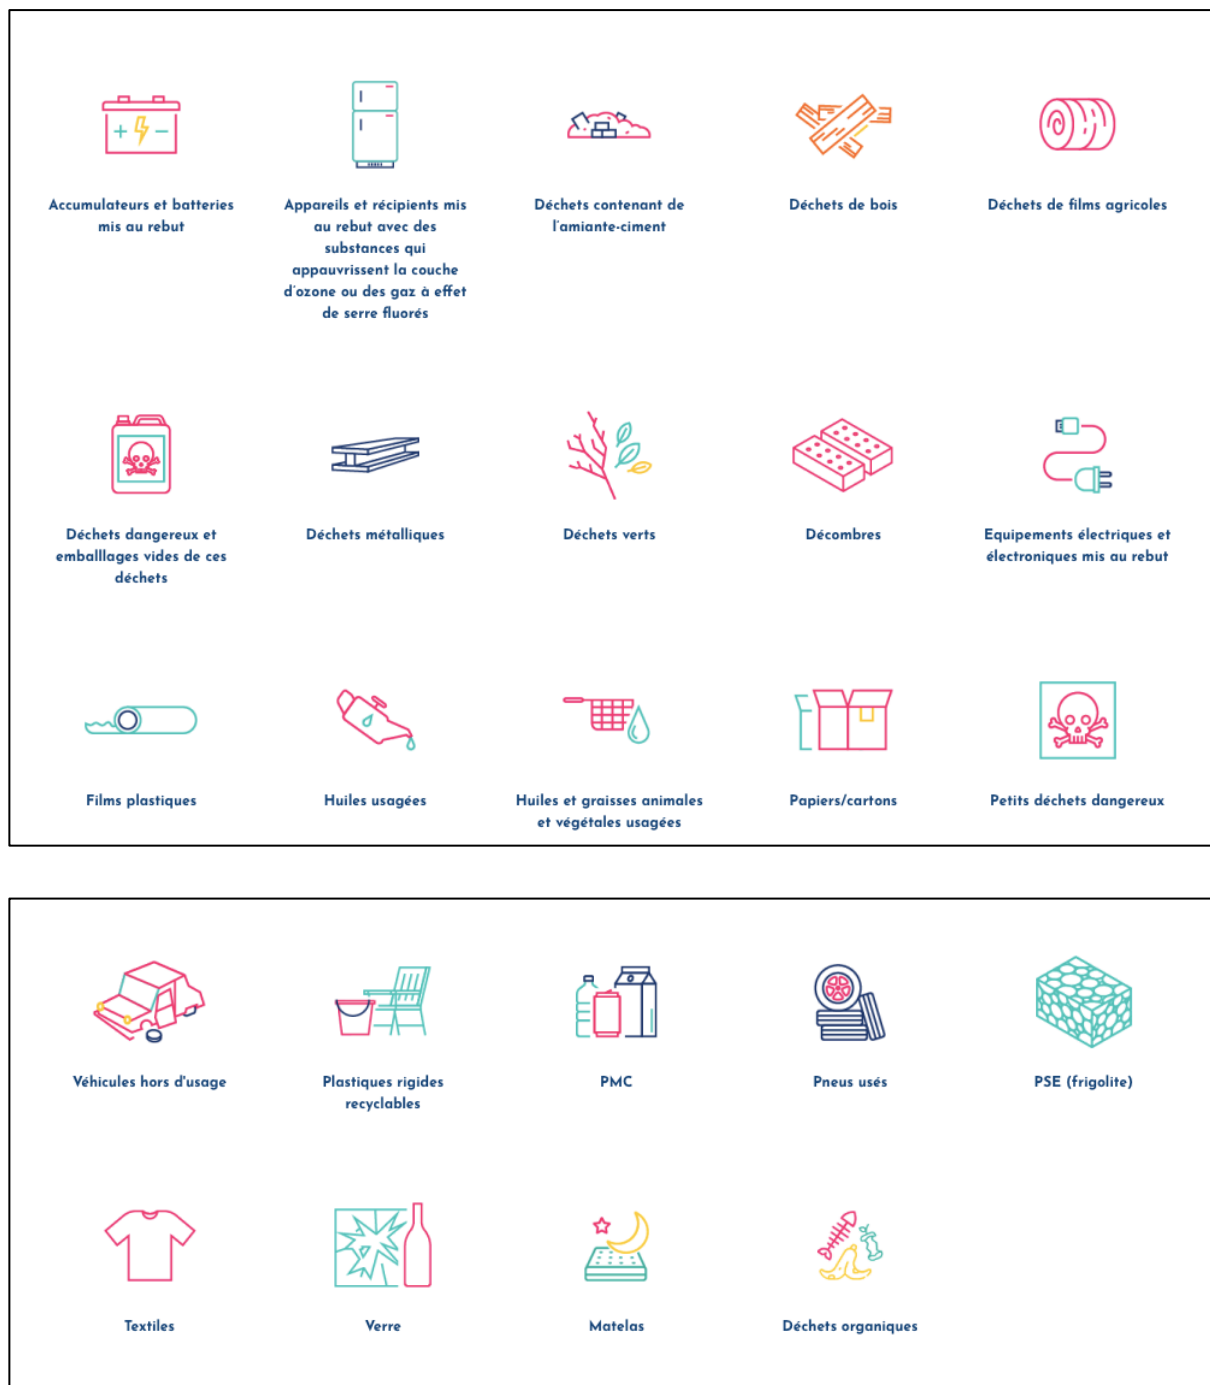 Accumulateurs et batteries
mis au rebut
Appareils et récipients mis
au rebut avec des
substances qui
appauvrissent la couche
d'ozone ou des gaz à effet
de serre fluorés
Déchets contenant de
l'amiante-ciment
Déchets de bois
Déchets de films agricoles
Déchets dangereux et
emballlages vides de ces
déchets
Déchets métalliques
Déchets verts
Décombres
Equipements électriques et
électroniques mis au rebut
Films plastiques
Huiles usagées
Huiles et graisses animales
et végétales usagées
Papiers/cartons
Petits déchets dangereux
Véhicules hors d'usage
Plastiques rigides
recyclables
PMC
Pneus usés
PSE (frigolite)
Textiles
Verre
Matelas
Déchets organiques